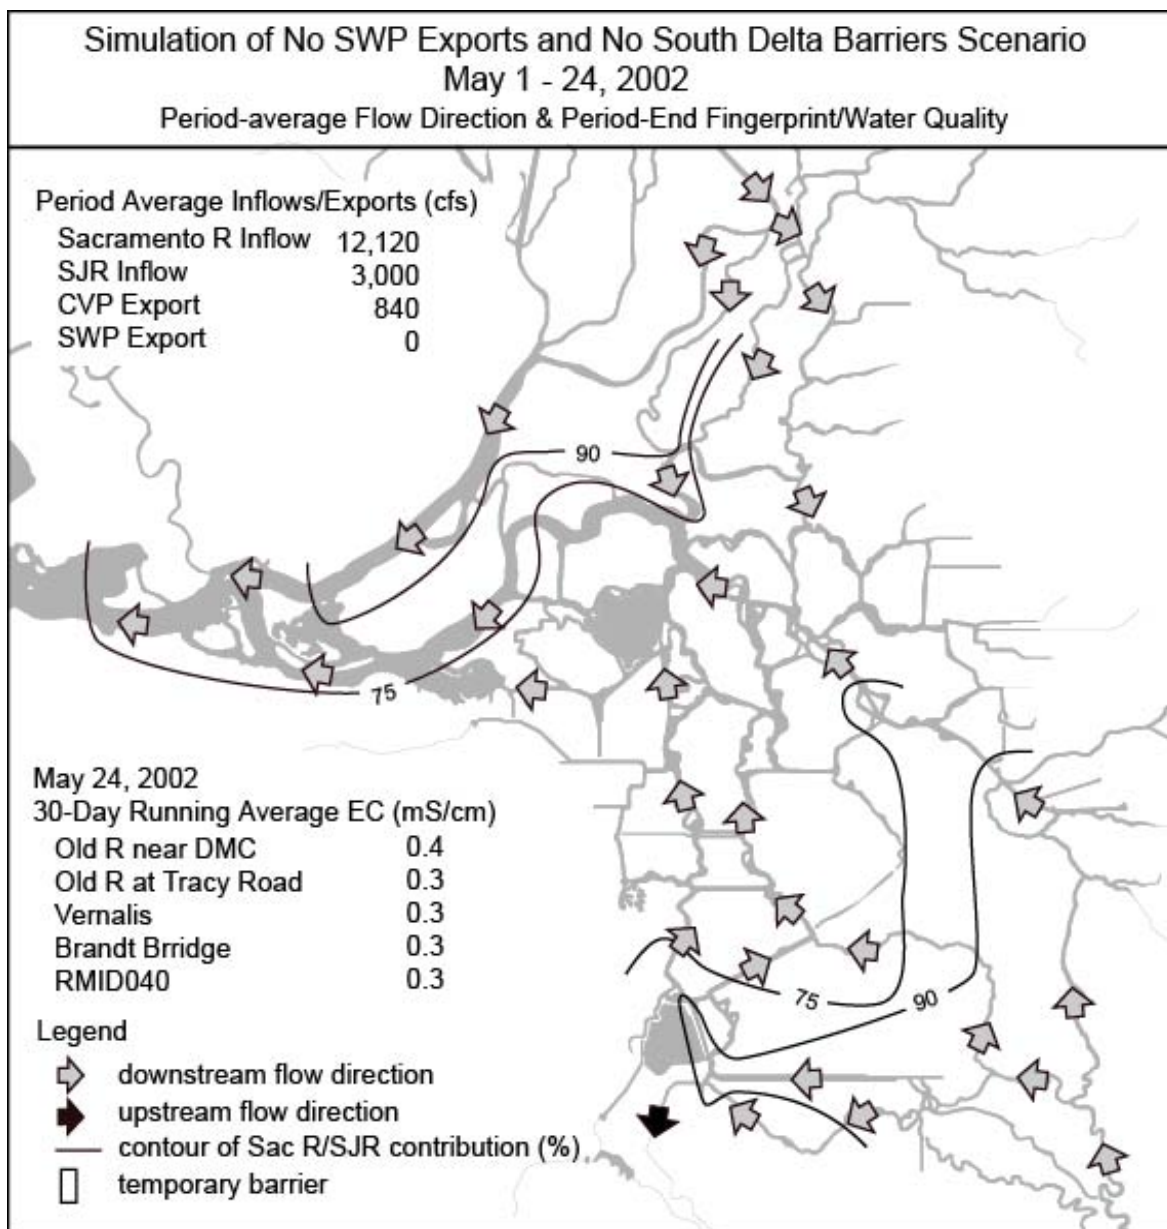 Simulation of No SWP Exports and No South Delta Barriers Scenario
May 1 - 24, 2002
Period-average Flow Direction & Period-End Fingerprint/Water Quality
Period Average Inflows/Exports (cfs)
Sacramento R Inflow 12,120
SJR Inflow 3,000
CVP Export 840
SWP Export 0
90
75
May 24, 2002
30-Day Running Average EC (mS/cm)
Old R near DMC 0.4
Old R at Tracy Road 0.3
Vernalis 0.3
Brandt Brridge 0.3
RMID040 0.3
75
90
Legend
downstream flow direction
upstream flow direction
contour of Sac R/SJR contribution (%)
temporary barrier